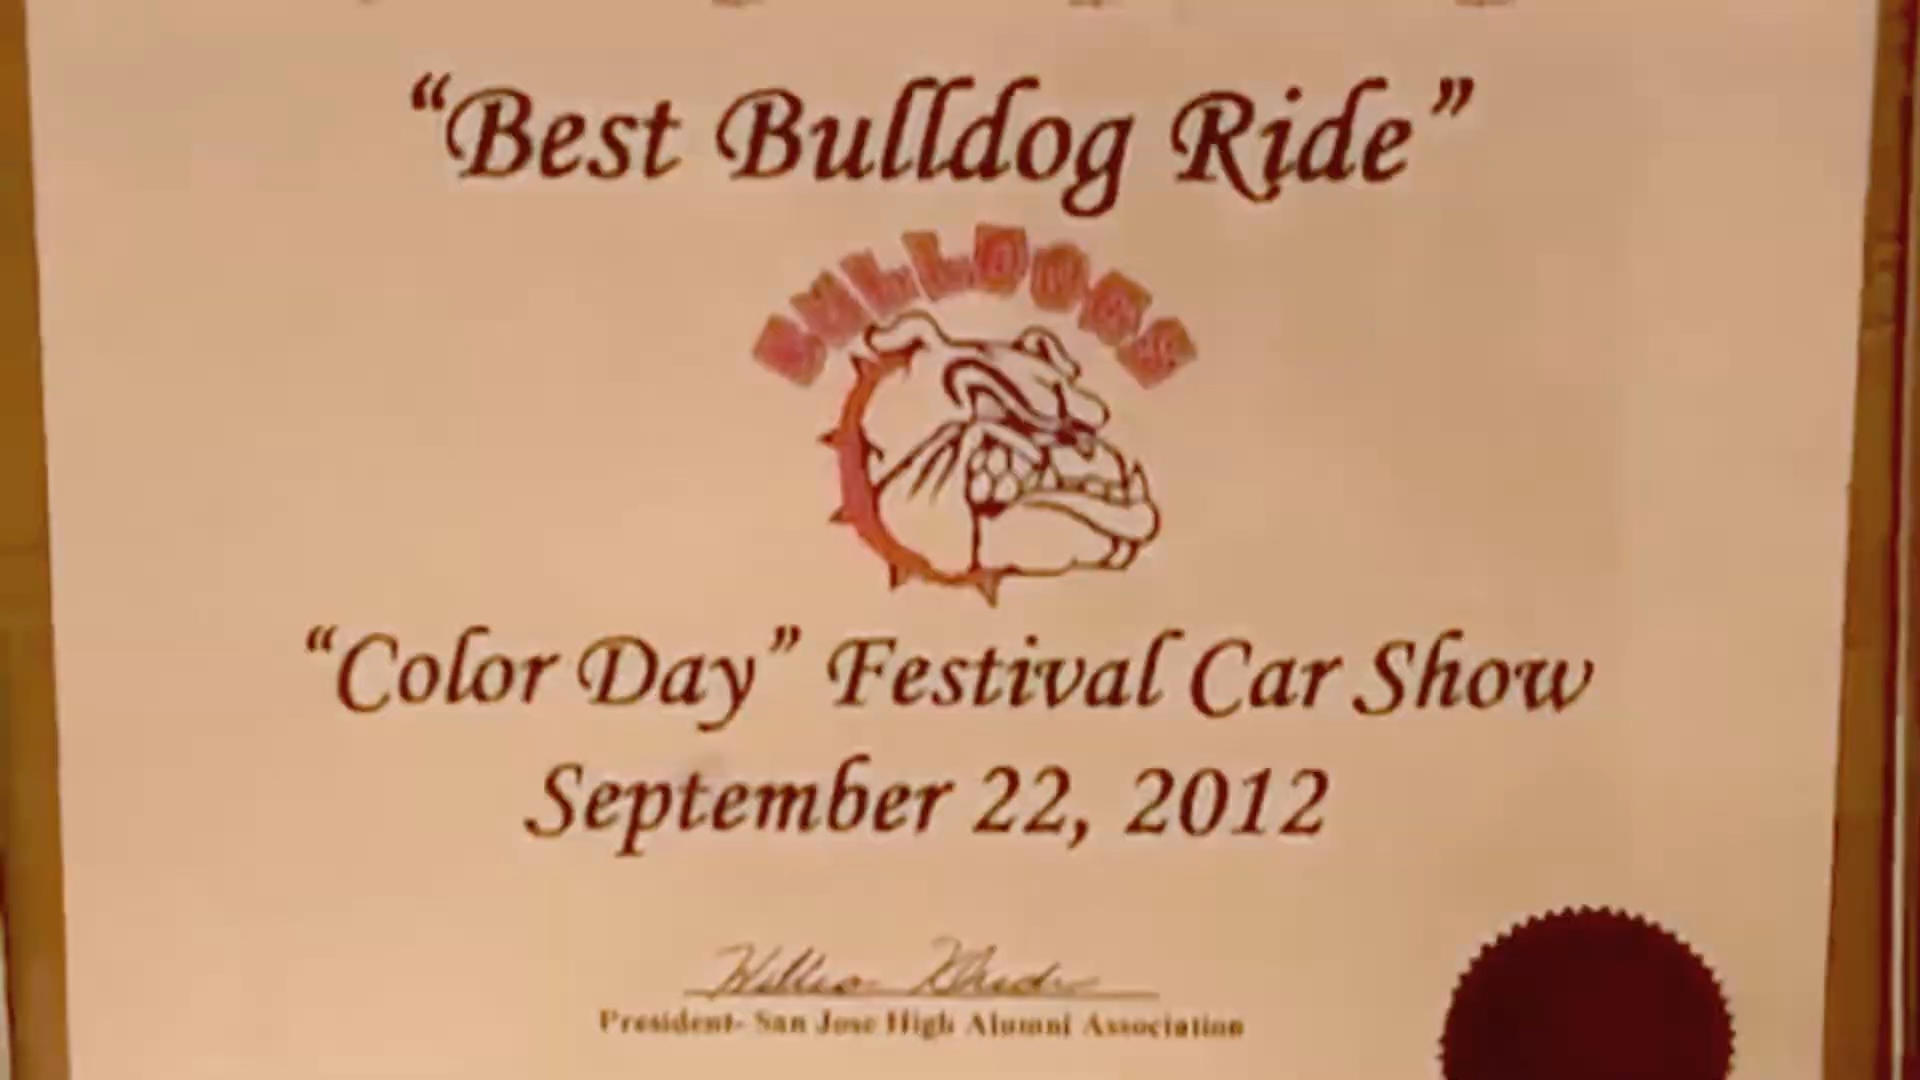 “Best Bulldog Ride”
BULLDOGS
“Color Day” Festival Car Show
September 22, 2012
President- San Jose High Alumni Association